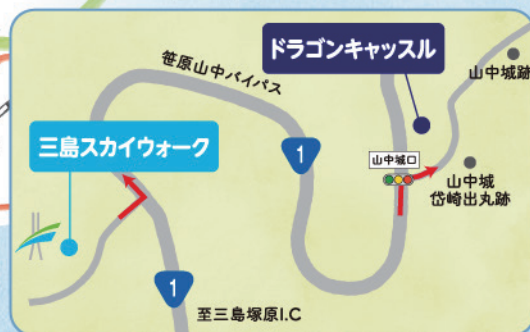 ドラゴンキャッスル
笹原山中バイパス
山中城跡
三島スカイウォーク
1
山中城口
山中城
岱崎出丸跡
1
至三島塚原I.C